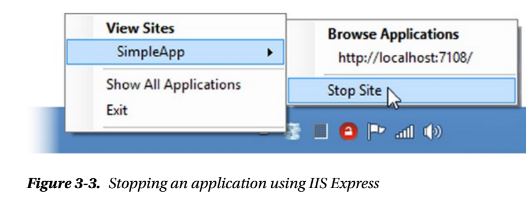 View Sites
SimpleApp
Show All Applications
Exit
Browse Applications
http://localhost:7108/
Stop Site
Figure 3-3. Stopping an application using IIS Express